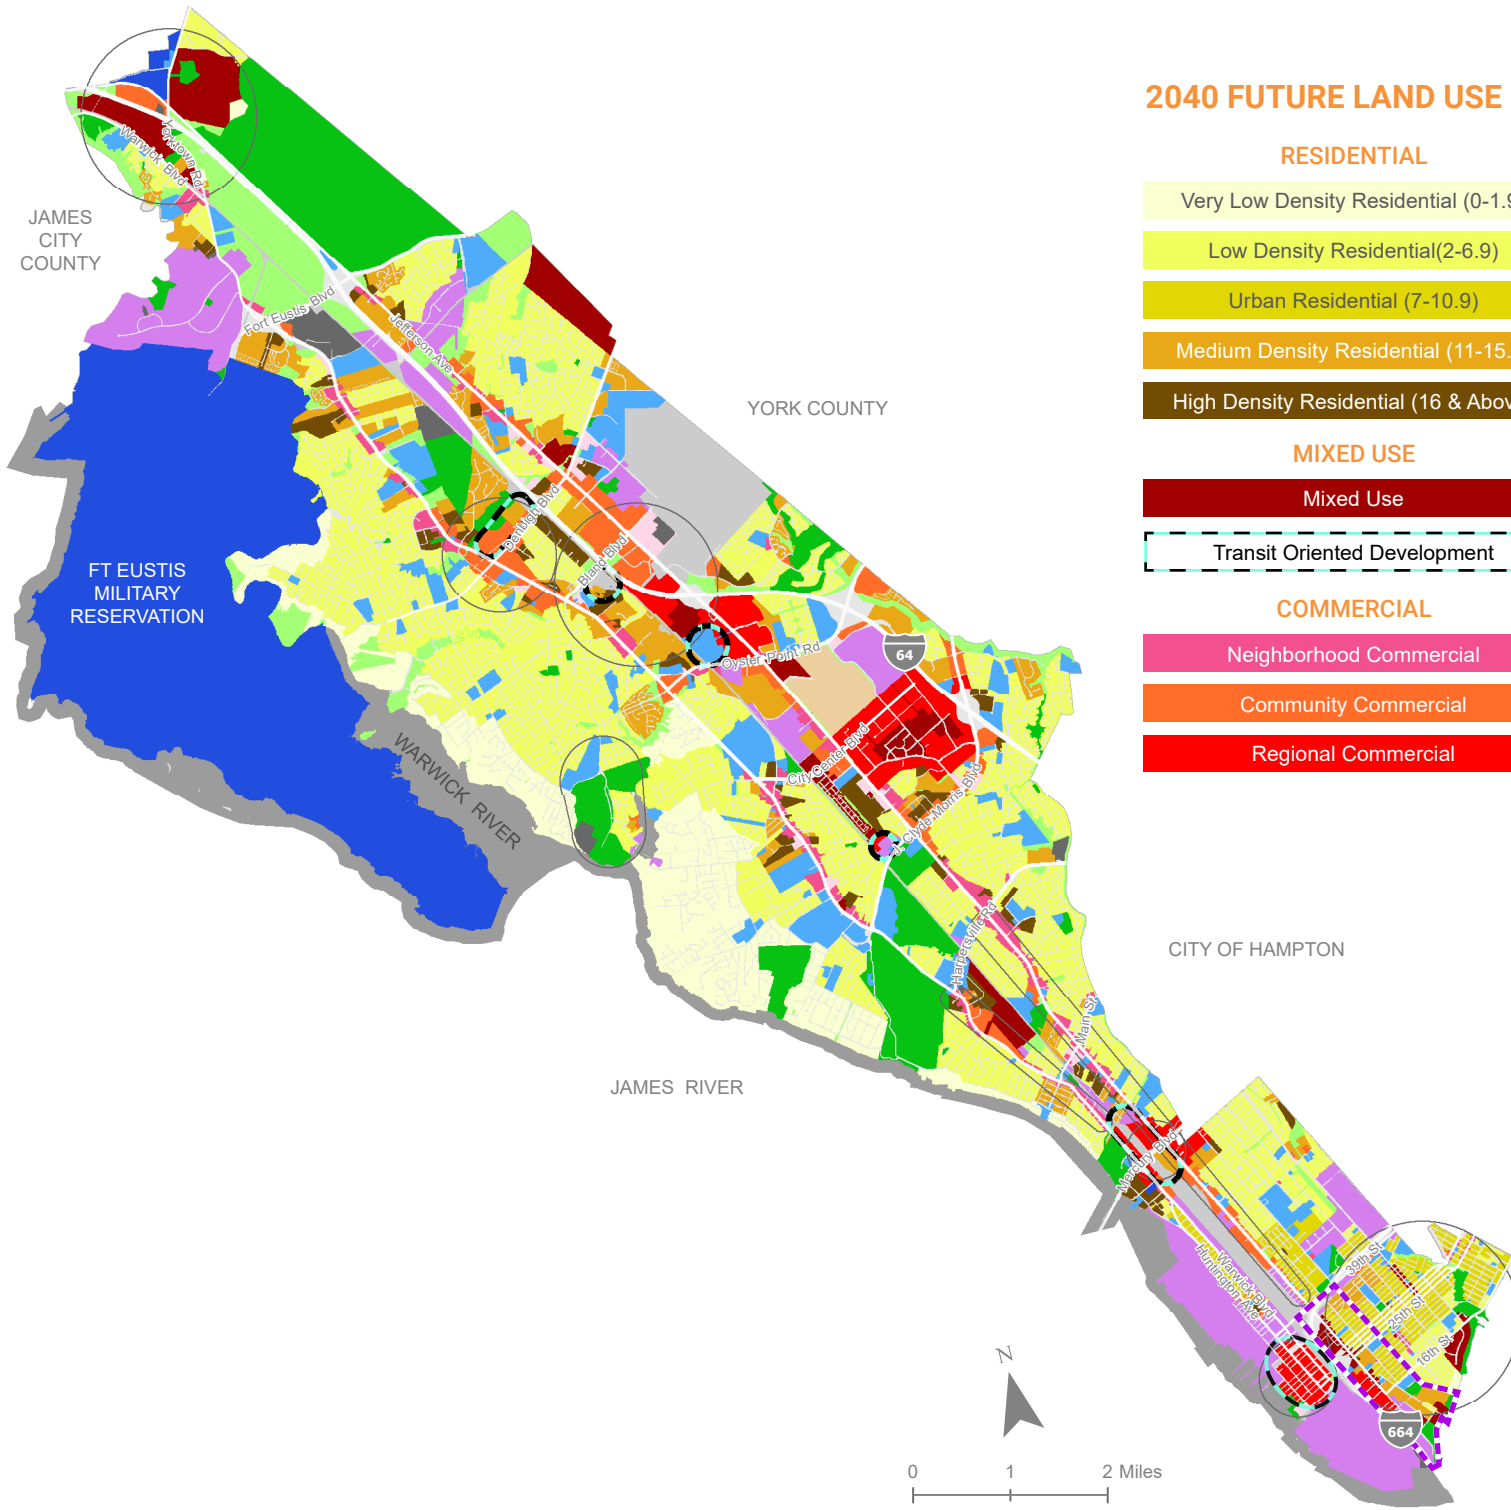 2040 FUTURE LAND USE
RESIDENTIAL
Very Low Density Residential (0-1.9
Low Density Residential(2-6.9)
Urban Residential (7-10.9)
Medium Density Residential (11-15.
High Density Residential (16 & Abov
MIXED USE
Mixed Use
Transit Oriented Development
COMMERCIAL
Neighborhood Commercial
Community Commercial
Regional Commercial
JAMES
CITY
COUNTY
YORK COUNTY
FT EUSTIS
MILITARY
RESERVATION
WARWICK RIVER
JAMES RIVER
CITY OF HAMPTON
Yorktown Rd
Warwick Blvd
Fort Eustis Blvd
Jefferson Ave
Denbigh Blvd
Bland Blvd
Oyster Point Rd
64
City Center Blvd
J. Clyde Morris Blvd
Harpersville Rd
Main St
Mercury Blvd
Warwick Blvd
Huntington Ave
39th St
25th St
16th St
664
N
0 1 2 Miles